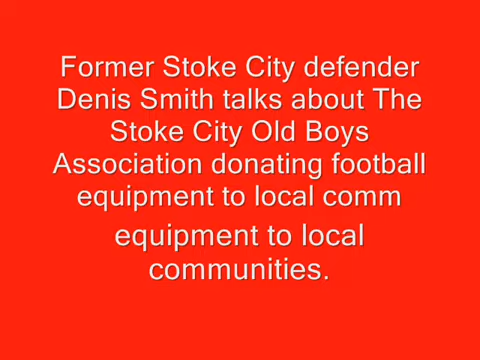 Former Stoke City defender
Denis Smith talks about The
Stoke City Old Boys
Association donating football
equipment to local comm
equipment to local
communities.